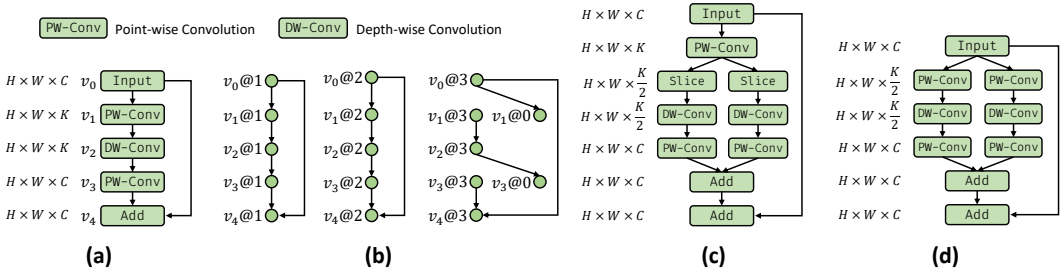 PW-Conv Point-wise Convolution DW-Conv Depth-wise Convolution
H × W × C v0 Input
H × W × K v1 PW-Conv
H × W × K v2 DW-Conv
H × W × C v3 PW-Conv
H × W × C v4 Add
(a)
v0@1 v0@2 v0@3
v1@1 v1@2 v1@3 v1@0
v2@1 v2@2 v2@3
v3@1 v3@2 v3@3 v3@0
v4@1 v4@2 v4@3
(b)
H × W × C Input
H × W × K PW-Conv
H × W × K/2 Slice Slice
H × W × K/2 DW-Conv DW-Conv
H × W × C PW-Conv PW-Conv
H × W × C Add
H × W × C Add
(c)
H × W × C Input
H × W × K/2 PW-Conv PW-Conv
H × W × K/2 DW-Conv DW-Conv
H × W × C PW-Conv PW-Conv
H × W × C Add
H × W × C Add
(d)